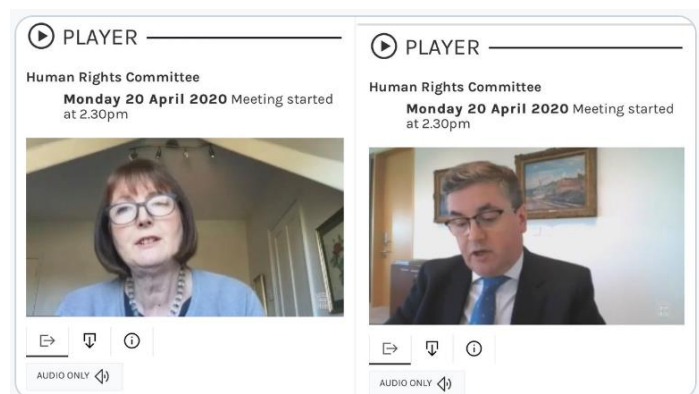 PLAYER
Human Rights Committee
Monday 20 April 2020 Meeting started
at 2.30pm
AUDIO ONLY
PLAYER
Human Rights Committee
Monday 20 April 2020 Meeting started
at 2.30pm
AUDIO ONLY